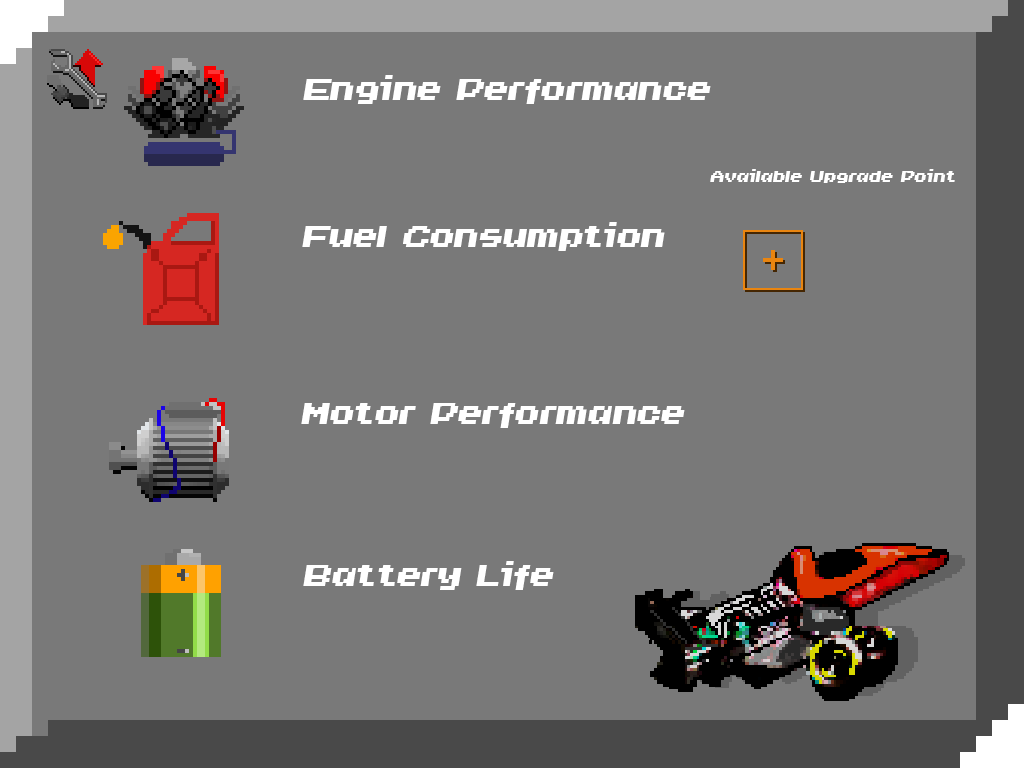 Engine Performance
Available Upgrade Point
Fuel Consumption
+
Motor Performance
Battery Life